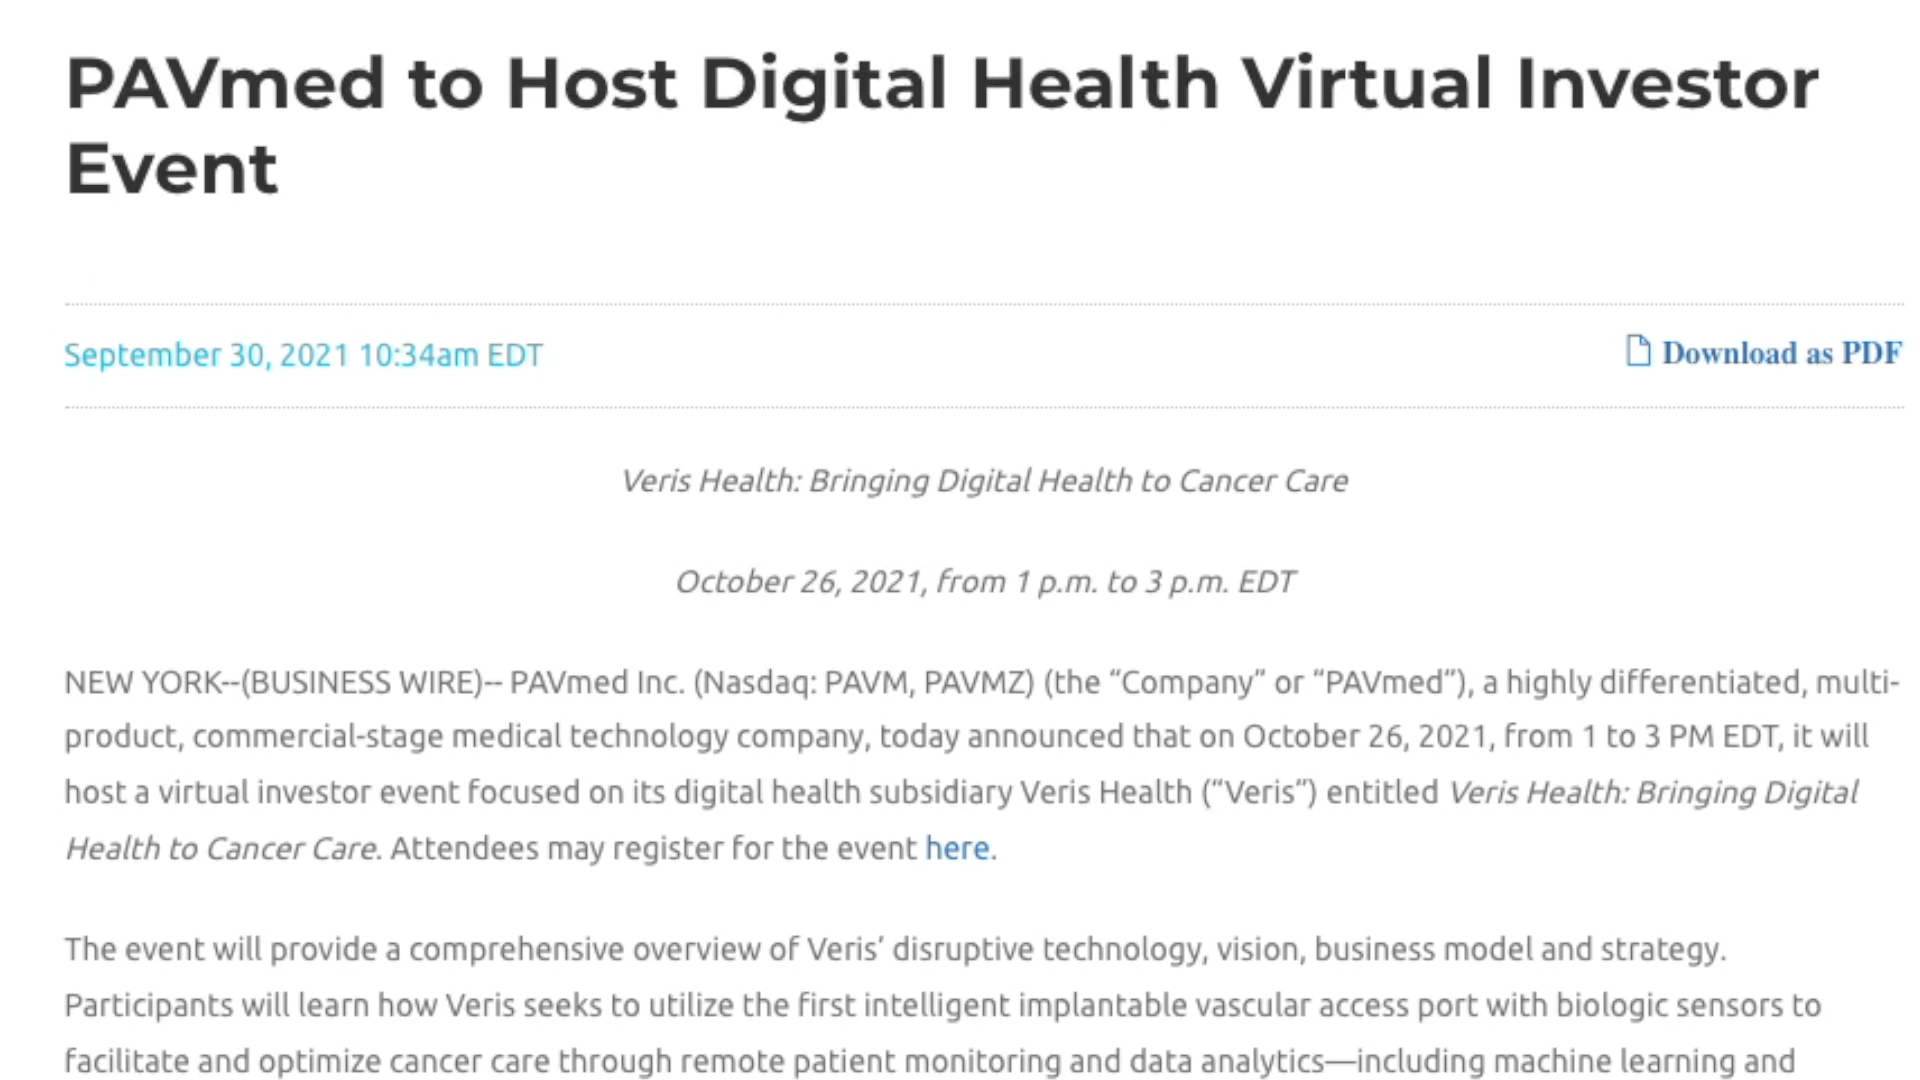 PAVmed to Host Digital Health Virtual Investor
Event
September 30, 2021 10:34am EDT
Download as PDF
Veris Health: Bringing Digital Health to Cancer Care
October 26, 2021, from 1 p.m. to 3 p.m. EDT
NEW YORK--(BUSINESS WIRE)-- PAVmed Inc. (Nasdaq: PAVM, PAVMZ) (the “Company” or “PAVmed”), a highly differentiated, multi-
product, commercial-stage medical technology company, today announced that on October 26, 2021, from 1 to 3 PM EDT, it will
host a virtual investor event focused on its digital health subsidiary Veris Health (“Veris”) entitled Veris Health: Bringing Digital
Health to Cancer Care. Attendees may register for the event here.
The event will provide a comprehensive overview of Veris’ disruptive technology, vision, business model and strategy.
Participants will learn how Veris seeks to utilize the first intelligent implantable vascular access port with biologic sensors to
facilitate and optimize cancer care through remote patient monitoring and data analytics—including machine learning and